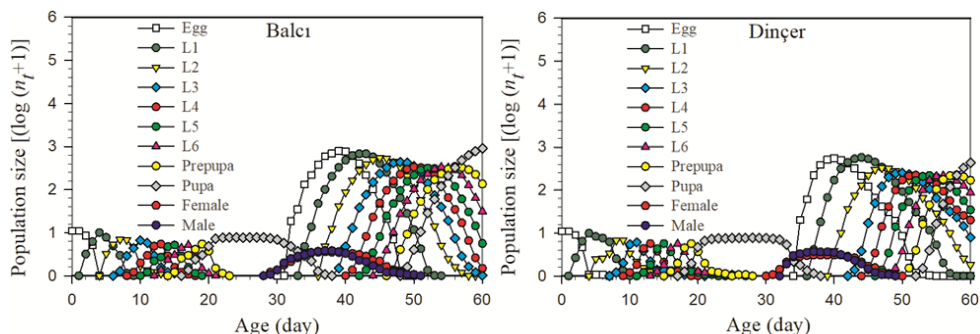 Balcı
Population size [(log (nt+1)]
6
5
4
3
2
1
0
Egg
L1
L2
L3
L4
L5
L6
Prepupa
Pupa
Female
Male
0 10 20 30 40 50 60
Age (day)
Dinçer
Population size [(log (nt+1)]
6
5
4
3
2
1
0
Egg
L1
L2
L3
L4
L5
L6
Prepupa
Pupa
Female
Male
0 10 20 30 40 50 60
Age (day)